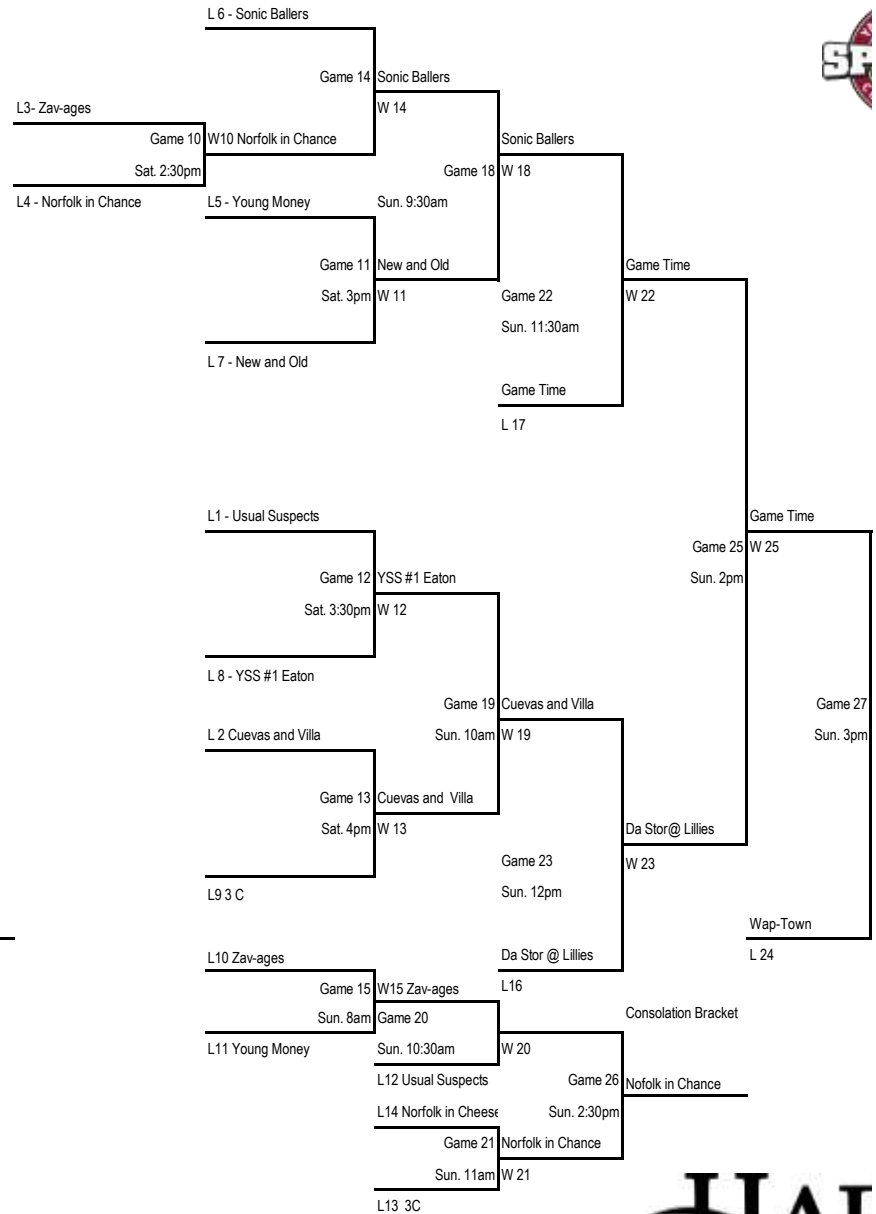 L 6 - Sonic Ballers
Game 14 Sonic Ballers
SP
L3- Zav-ages
W 14
Game 10 W10 Norfolk in Chance
Sonic Ballers
Sat. 2:30pm
Game 18 W 18
L4 - Norfolk in Chance
L5 - Young Money
Sun. 9:30am
Game 11 New and Old
Game Time
Sat. 3pm W 11
Game 22
W 22
Sun. 11:30am
L 7 - New and Old
Game Time
L 17
L1 - Usual Suspects
Game Time
Game 25 W 25
Game 12 YSS #1 Eaton
Sun. 2pm
Sat. 3:30pm W 12
L 8 - YSS #1 Eaton
Game 19 Cuevas and Villa
Game 27
L 2 Cuevas and Villa
Sun. 10am W 19
Sun. 3pm
Game 13 Cuevas and  Villa
Sat. 4pm W 13
Da Stor@ Lillies
Game 23
W 23
L9 3 C
Sun. 12pm
Wap-Town
L10 Zav-ages
Da Stor @ Lillies
L 24
Game 15 W15 Zav-ages
L16
Sun. 8am Game 20
Consolation Bracket
L11 Young Money
Sun. 10:30am
W 20
L12 Usual Suspects
Game 26 Nofolk in Chance
L14 Norfolk in Cheese
Sun. 2:30pm
Game 21 Norfolk in Chance
Sun. 11am W 21
L13  3C